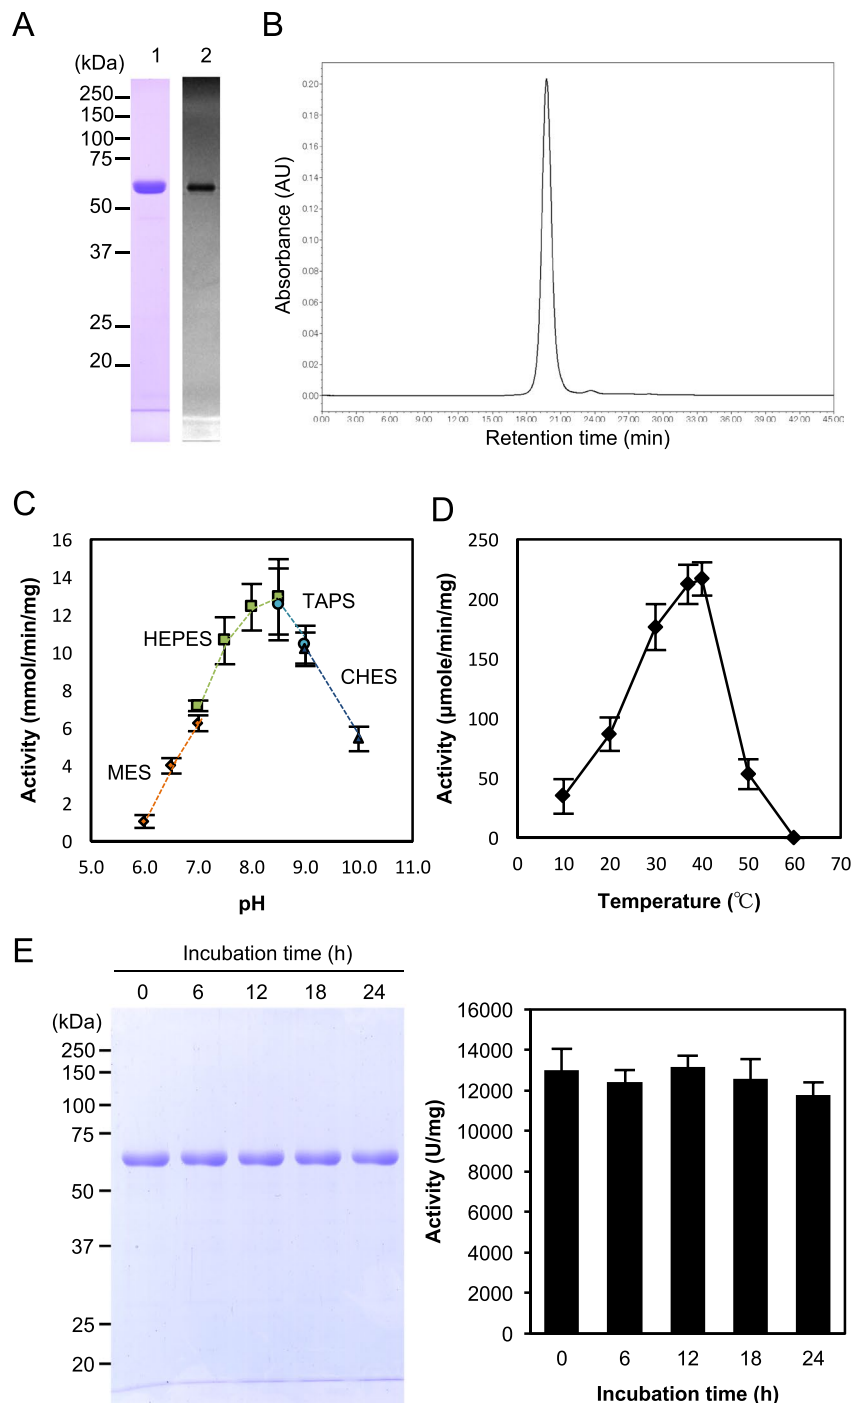 A
B
(kDa) 1 2
250
150
100
75
50
37
25
20
Absorbance (AU)
0.20
0.18
0.16
0.14
0.12
0.10
0.08
0.06
0.04
0.02
0.00
0.00 3.00 6.00 9.00 12.00 15.00 18.00 21.00 24.00 27.00 30.00 33.00 36.00 39.00 42.00 45.00
Retention time (min)
C
Activity (mmol/min/mg)
16
14
12
10
8
6
4
2
0
TAPS
HEPES
CHES
MES
5.0 6.0 7.0 8.0 9.0 10.0 11.0
pH
D
Activity (μmole/min/mg)
250
200
150
100
50
0
0 10 20 30 40 50 60 70
Temperature (℃)
E
Incubation time (h)
0 6 12 18 24
(kDa)
250
150
100
75
50
37
25
20
Activity (U/mg)
16000
14000
12000
10000
8000
6000
4000
2000
0
0 6 12 18 24
Incubation time (h)